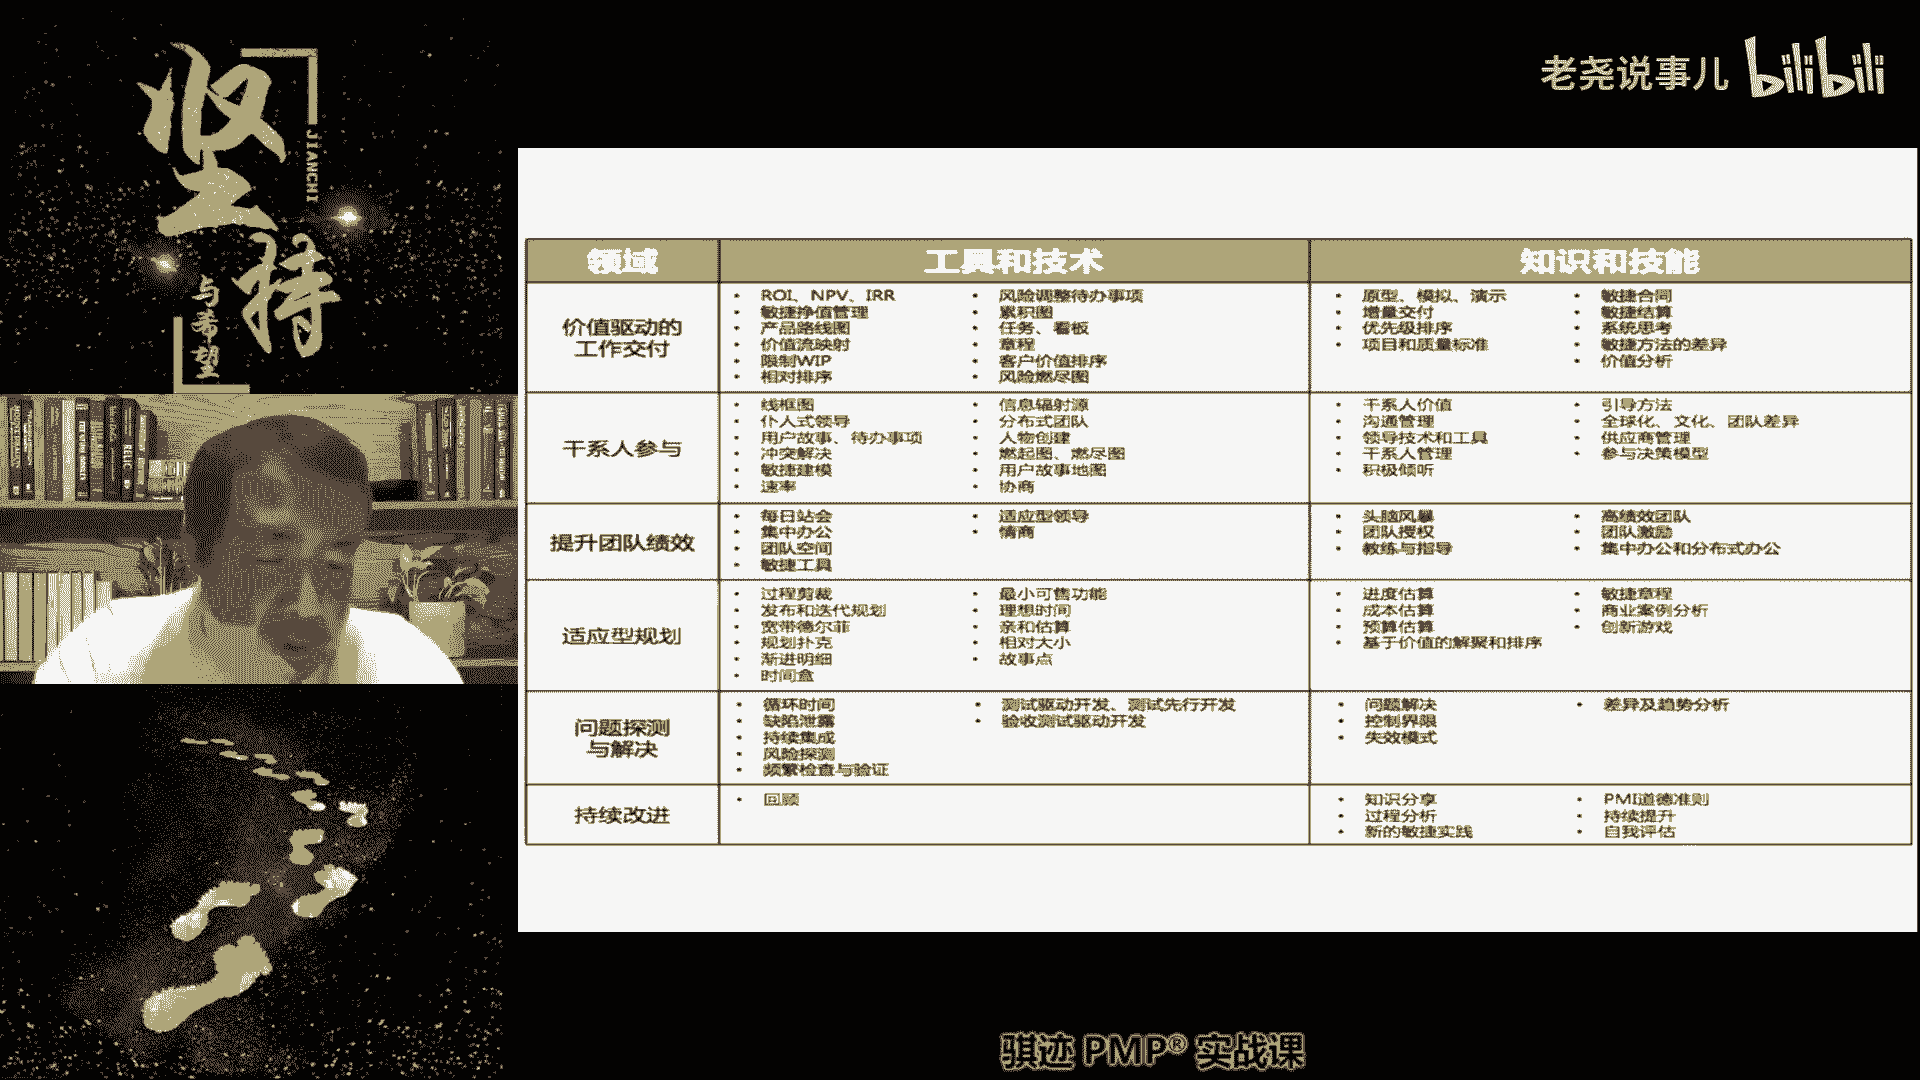 坚持
JIANCHI
与希望
老尧说事儿 bilibili
领域 工具和技术 知识和技能
价值驱动的
工作交付
• ROI、NPV、IRR
• 敏捷挣值管理
• 产品路线图
• 价值流映射
• 限制WIP
• 相对排序
• 风险调整待办事项
• 累积图
• 任务、看板
• 章程
• 客户价值排序
• 风险燃尽图
• 原型、模拟、演示
• 增量交付
• 优先级排序
• 项目和质量标准
• 敏捷合同
• 敏捷结算
• 系统思考
• 敏捷方法的差异
• 价值分析
干系人参与
• 线框图
• 仆人式领导
• 用户故事、待办事项
• 冲突解决
• 敏捷建模
• 速率
• 信息辐射源
• 分布式团队
• 人物创建
• 燃起图、燃尽图
• 用户故事地图
• 协商
• 干系人价值
• 沟通管理
• 领导技术和工具
• 干系人管理
• 积极倾听
• 引导方法
• 全球化、文化、团队差异
• 供应商管理
• 参与决策模型
提升团队绩效
• 每日站会
• 集中办公
• 团队空间
• 敏捷工具
• 适应型领导
• 情商
• 头脑风暴
• 团队授权
• 教练与指导
• 高绩效团队
• 团队激励
• 集中办公和分布式办公
适应型规划
• 过程剪裁
• 发布和迭代规划
• 宽带德尔菲
• 规划扑克
• 渐进明细
• 时间盒
• 最小可售功能
• 理想时间
• 亲和估算
• 相对大小
• 故事点
• 进度估算
• 成本估算
• 预算估算
• 基于价值的解聚和排序
• 敏捷章程
• 商业案例分析
• 创新游戏
问题探测
与解决
• 循环时间
• 缺陷泄露
• 持续集成
• 风险探测
• 频繁检查与验证
• 测试驱动开发、测试先行开发
• 验收测试驱动开发
• 问题解决
• 控制界限
• 失效模式
• 差异及趋势分析
持续改进
• 回顾
• 知识分享
• 过程分析
• 新的敏捷实践
• PMI道德准则
• 持续提升
• 自我评估
骐迹 PMP® 实战课